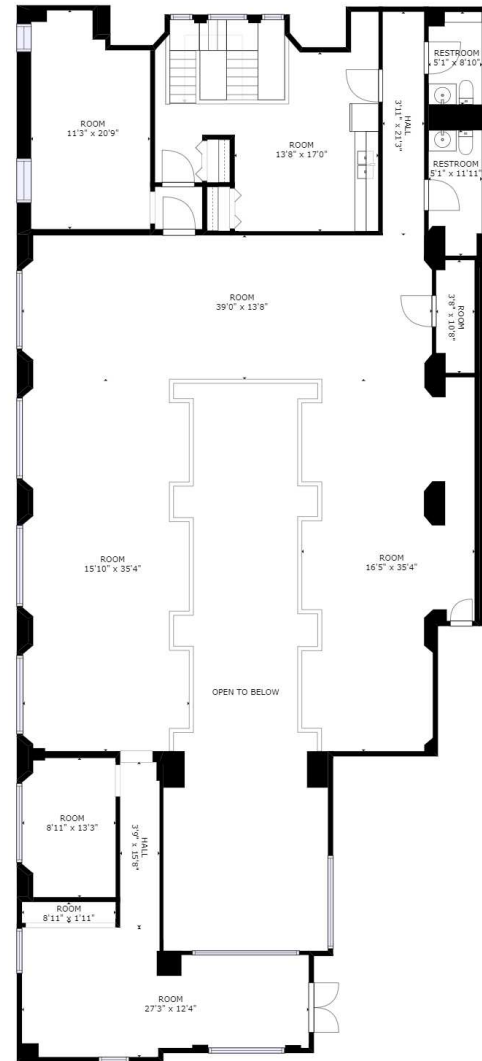 RESTROOM
5'1" x 8'10"
ROOM
11'3" x 20'9"
HALL
3'11" x 21'3"
ROOM
13'8" x 17'0"
RESTROOM
5'1" x 11'11"
ROOM
39'0" x 13'8"
ROOM
3'8" x 10'8"
ROOM
15'10" x 35'4"
ROOM
16'5" x 35'4"
OPEN TO BELOW
ROOM
8'11" x 13'3"
HALL
3'9" x 15'8"
ROOM
8'11" x 1'11"
ROOM
27'3" x 12'4"